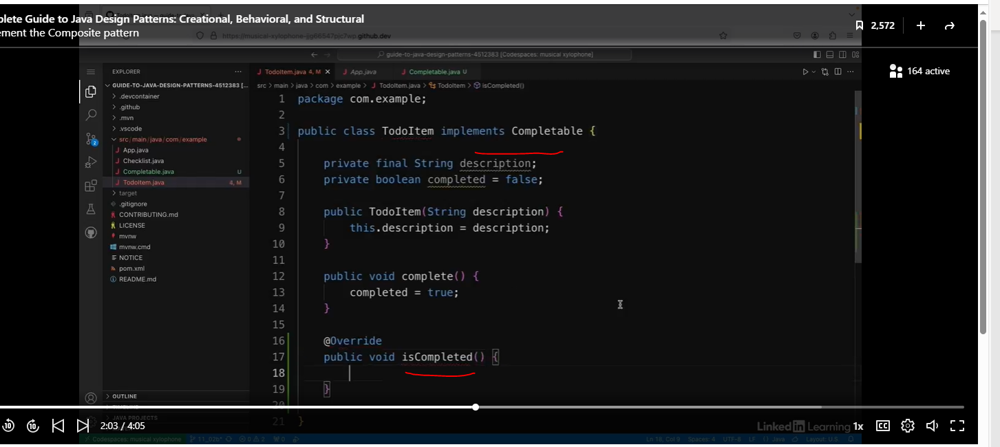 plete Guide to Java Design Patterns: Creational, Behavioral, and Structural
ement the Composite pattern
2,572
164 active
https://musical-xylophone-jjg66547pjc7wp.github.dev
guide-to-java-design-patterns-4512383 [Codespaces: musical xylophone]
EXPLORER
GUIDE-TO-JAVA-DESIGN-PATTERNS-4512383 [...
.devcontainer
.github
.mvn
.vscode
src/main/java/com/example
App.java
Checklist.java
Completable.java U
TodoItem.java 4, M
target
.gitignore
CONTRIBUTING.md
LICENSE
mvnw
mvnw.cmd
NOTICE
pom.xml
README.md
OUTLINE
JAVA PROJECTS
2
TodoItem.java 4, M App.java Completable.java U
src > main > java > com > example > TodoItem.java > TodoItem > isCompleted()
1 package com.example;
2
3 public class TodoItem implements Completable {
4
5 private final String description;
6 private boolean completed = false;
7
8 public TodoItem(String description) {
9 this.description = description;
10 }
11
12 public void complete() {
13 completed = true;
14 }
15
16 @Override
17 public void isCompleted() {
18
19 }
20
21 }
LinkedIn Learning
10 10 2:03 / 4:05 1x CC
Codespaces: musical xylophone 11_02b* 0 2 0 Ln 18, Col 9 Spaces: 4 UTF-8 LF {} Java Layout: U.S.